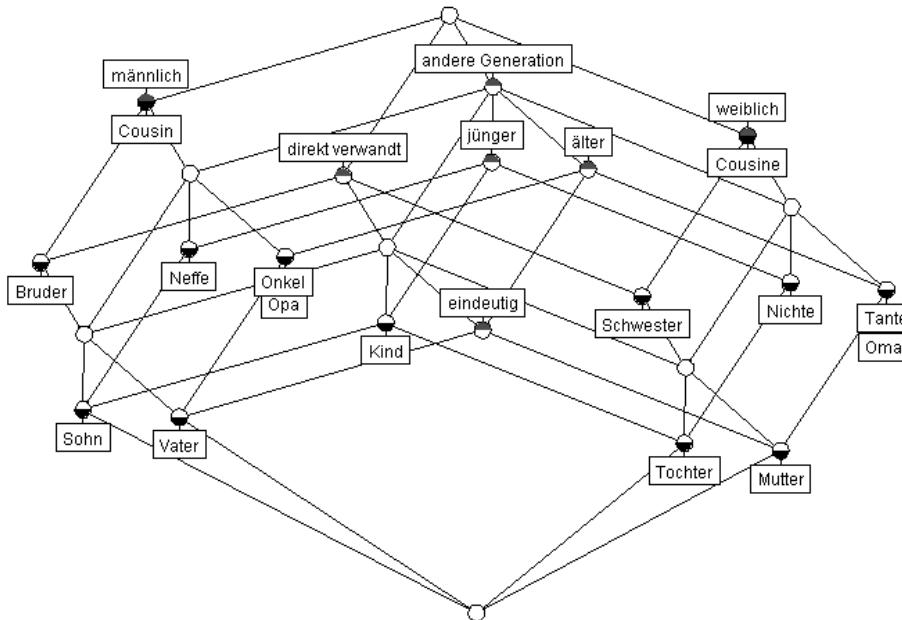 andere Generation
männlich
weiblich
Cousin
jünger
älter
direkt verwandt
Cousine
Bruder
Neffe
Onkel
Opa
eindeutig
Schwester
Nichte
Tante
Oma
Kind
Sohn
Vater
Tochter
Mutter